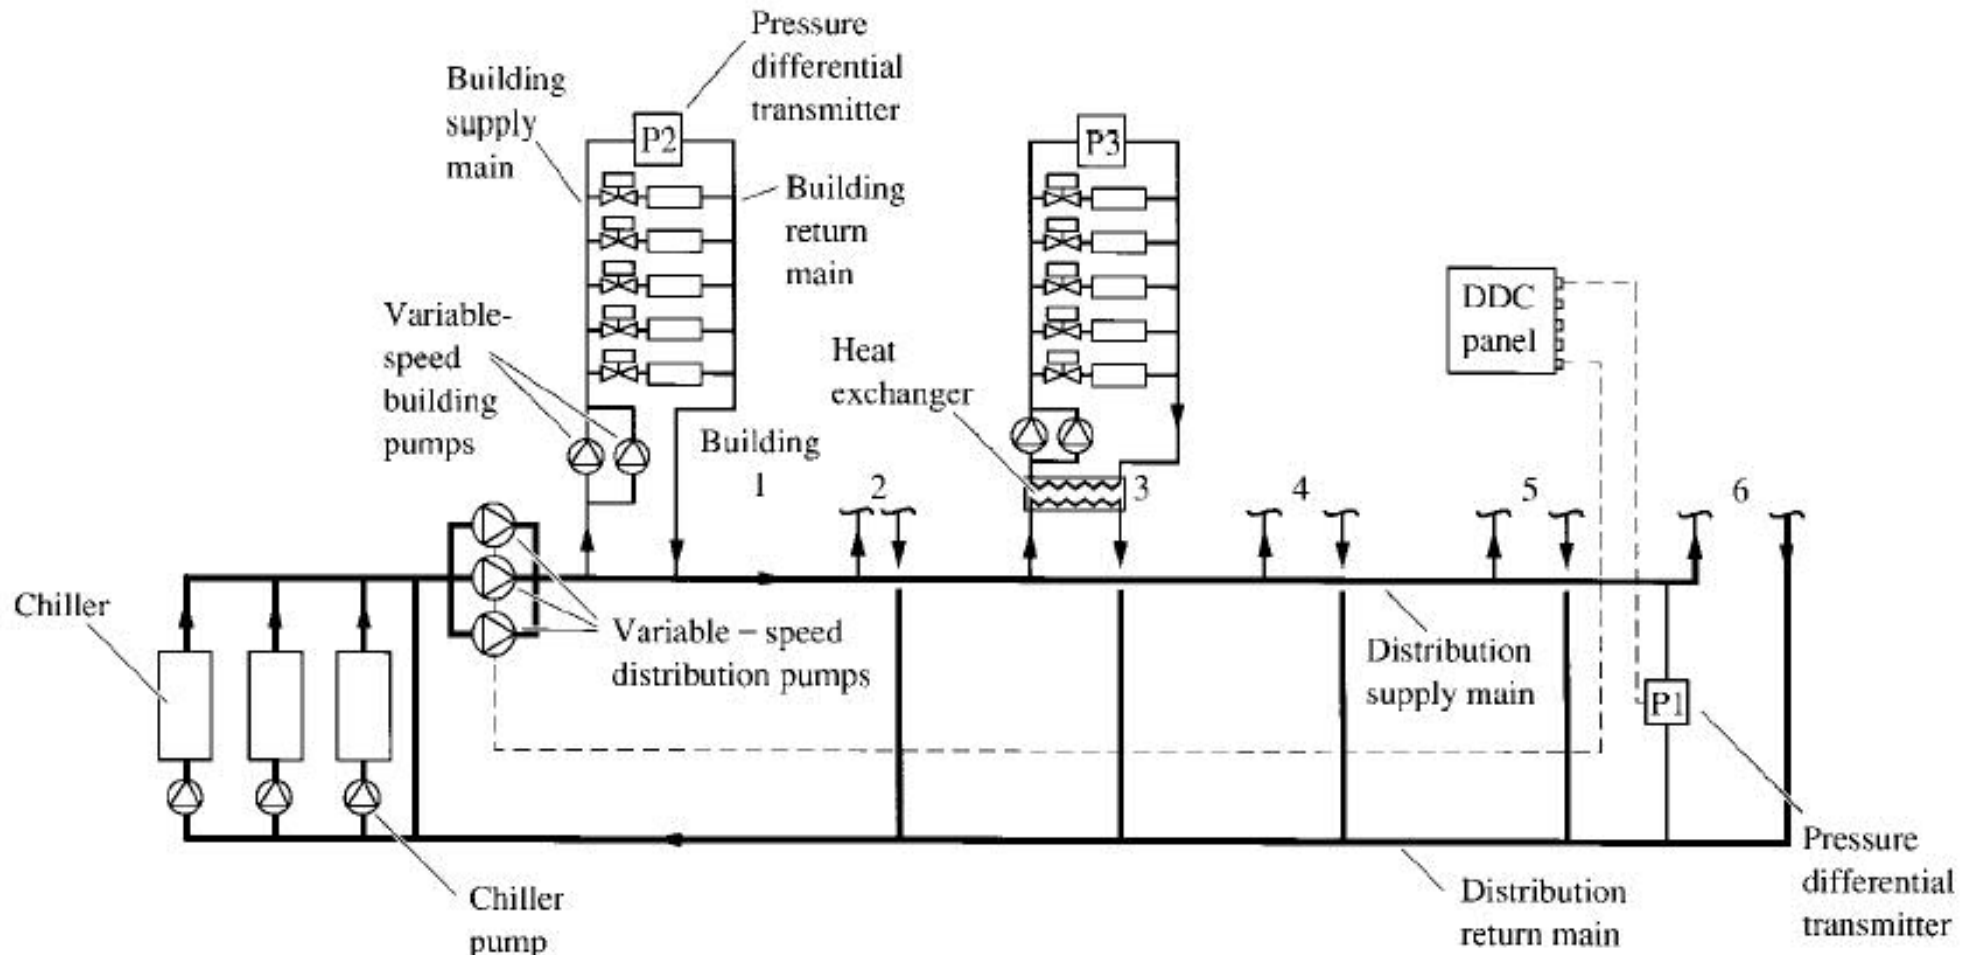 Pressure
differential
transmitter
Building
supply
main
P2
P3
Building
return
main
DDC
panel
Variable-
speed
building
pumps
Heat
exchanger
Building
1
2
3
4
5
6
Chiller
Variable – speed
distribution pumps
Distribution
supply main
P1
Pressure
differential
transmitter
Chiller
pump
Distribution
return main